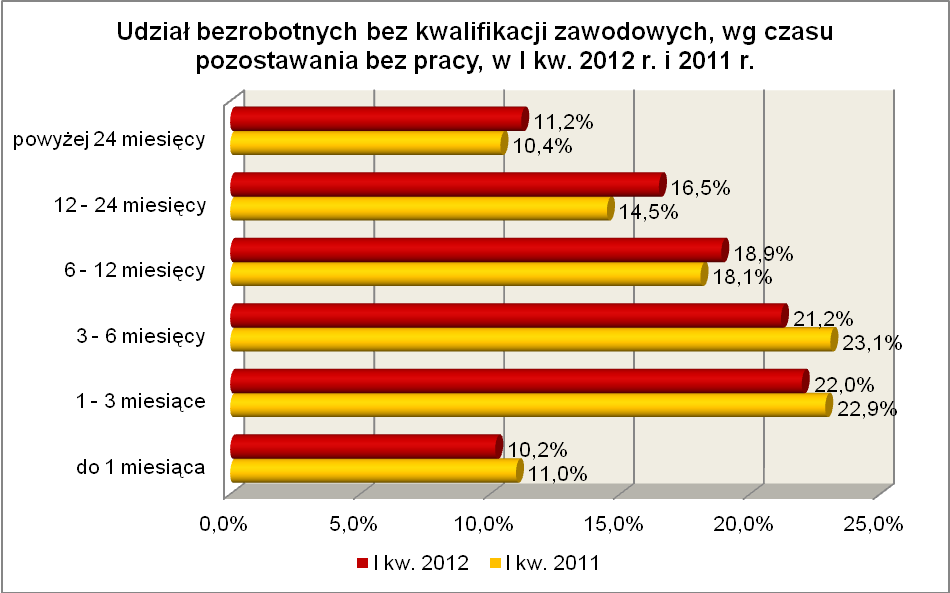 Udział bezrobotnych bez kwalifikacji zawodowych, wg czasu
pozostawania bez pracy, w I kw. 2012 r. i 2011 r.
powyżej 24 miesięcy
11,2%
10,4%
12 - 24 miesięcy
16,5%
14,5%
6 - 12 miesięcy
18,9%
18,1%
3 - 6 miesięcy
21,2%
23,1%
1 - 3 miesiące
22,0%
22,9%
do 1 miesiąca
10,2%
11,0%
0,0% 5,0% 10,0% 15,0% 20,0% 25,0%
I kw. 2012 I kw. 2011